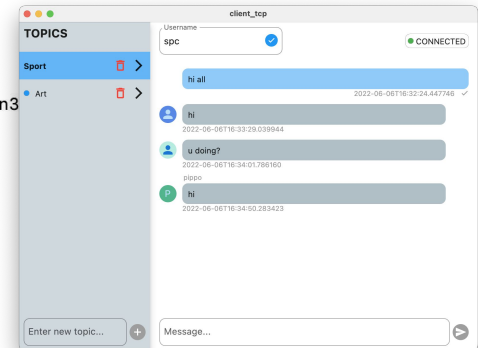 client_tcp
TOPICS
Sport
Art
n3
Username
spc
CONNECTED
hi all
2022-06-06T16:32:24.447746
hi
2022-06-06T16:33:29.039944
u doing?
2022-06-06T16:34:01.786160
pippo
P
hi
2022-06-06T16:34:50.283423
Enter new topic...
Message...